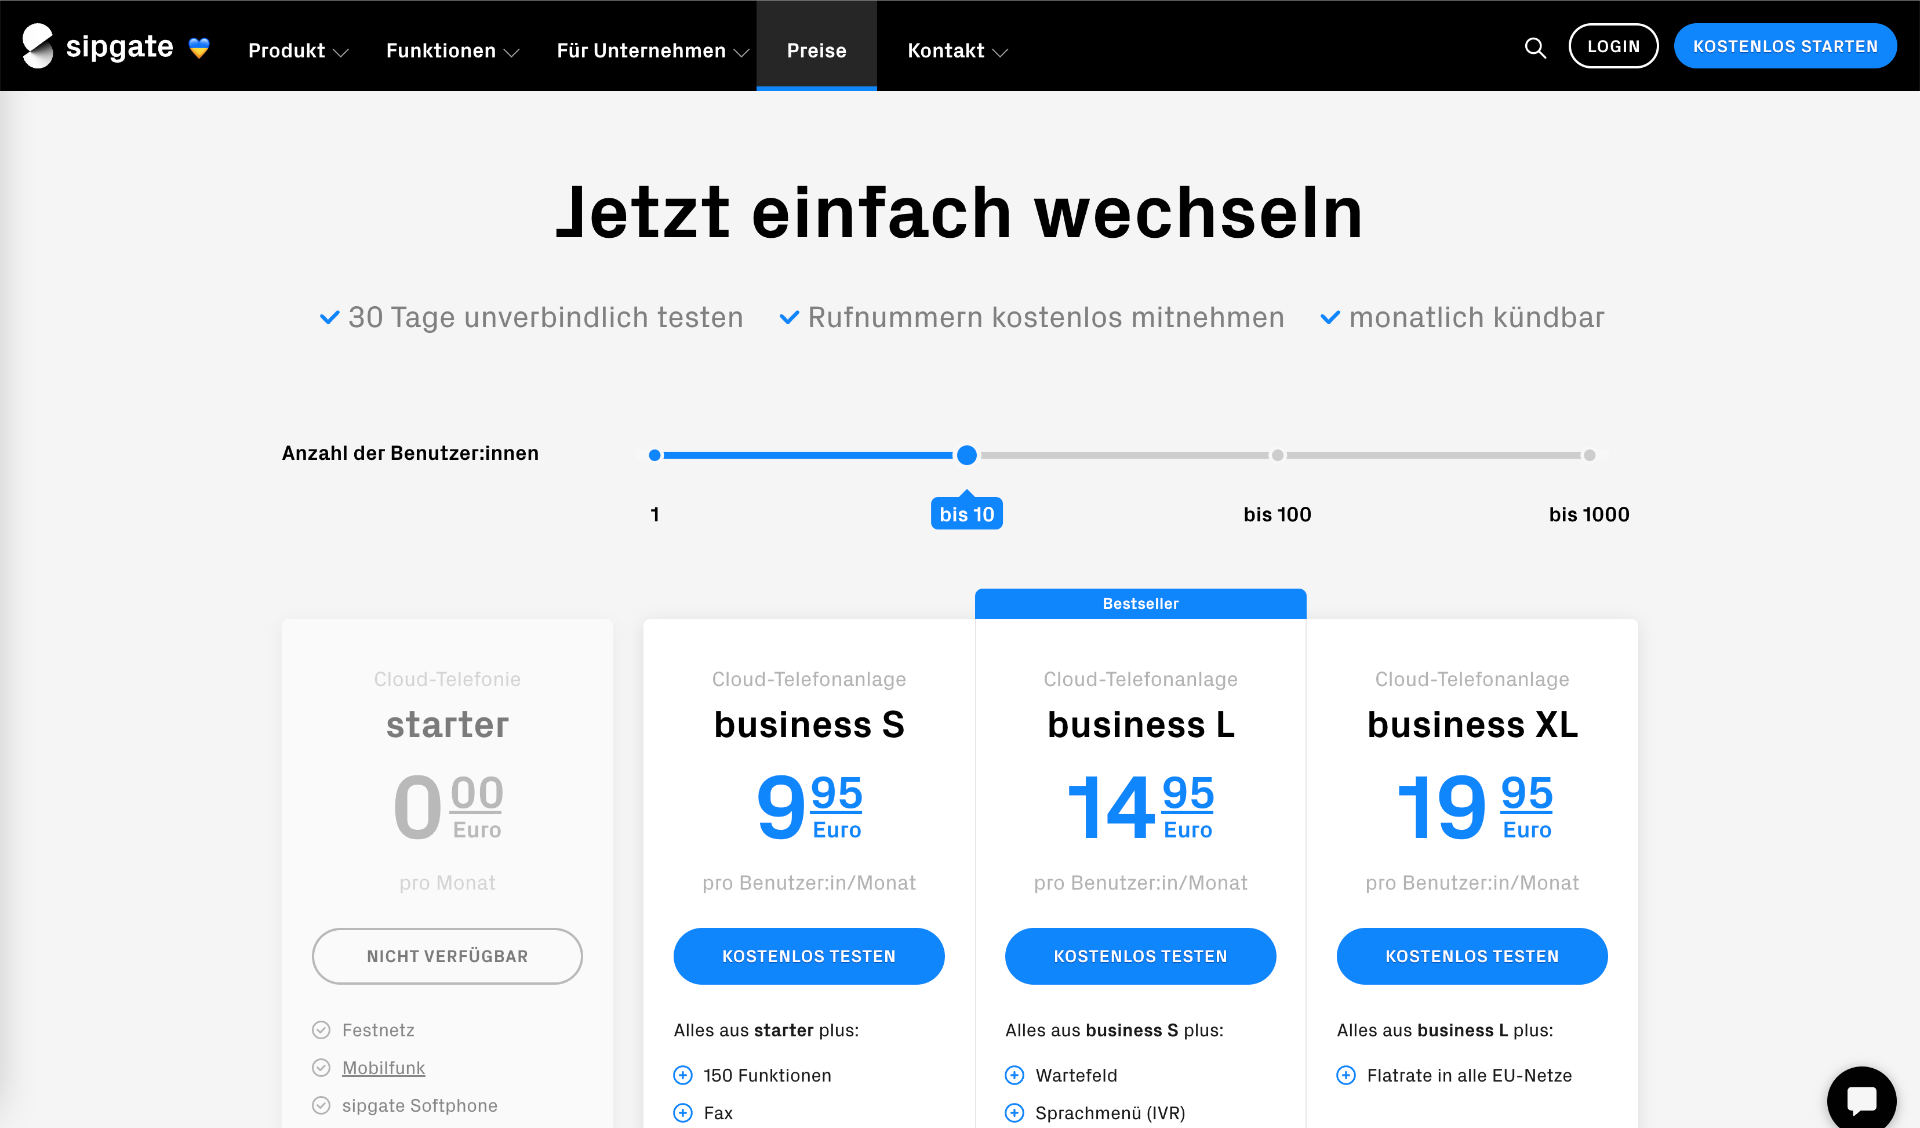 sipgate Produkt Funktionen Für Unternehmen Preise Kontakt LOGIN KOSTENLOS STARTEN
Jetzt einfach wechseln
30 Tage unverbindlich testen Rufnummern kostenlos mitnehmen monatlich kündbar
Anzahl der Benutzer:innen
1 bis 10 bis 100 bis 1000
Bestseller
Cloud-Telefonie
starter
0 00
Euro
pro Monat
NICHT VERFÜGBAR
Festnetz
Mobilfunk
sipgate Softphone
Cloud-Telefonanlage
business S
9 95
Euro
pro Benutzer:in/Monat
KOSTENLOS TESTEN
Alles aus starter plus:
150 Funktionen
Fax
Cloud-Telefonanlage
business L
14 95
Euro
pro Benutzer:in/Monat
KOSTENLOS TESTEN
Alles aus business S plus:
Wartefeld
Sprachmenü (IVR)
Cloud-Telefonanlage
business XL
19 95
Euro
pro Benutzer:in/Monat
KOSTENLOS TESTEN
Alles aus business L plus:
Flatrate in alle EU-Netze